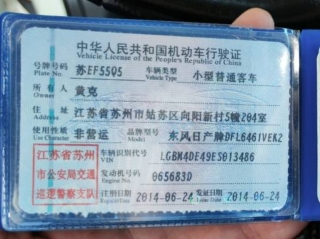 中华人民共和国机动车行驶证
Vehicle License of the People's Republic of China
号牌号码 苏EF55Q5 车辆类型 小型普通客车
Plate No. Vehicle Type
所有人 黄克
Owner
住址 江苏省苏州市姑苏区向阳新村5幢204室
Address
使用性质 非营运 品牌型号 东风日产牌DFL6461VEK2
Use Character Model
江苏省苏州
市公安局交通
巡逻警察支队
车辆识别代号 LGBM4DE49ES013486
VIN
发动机号码 065683D
Engine No.
注册日期 2014-06-24 发证日期 2014-06-24
Register Date Issue Date